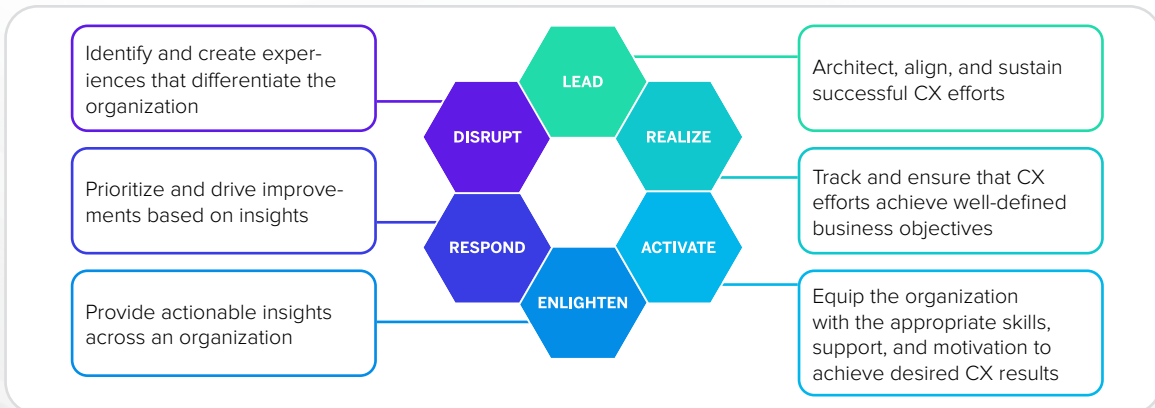 Identify and create exper-
iences that differentiate the
organization
Prioritize and drive improve-
ments based on insights
Provide actionable insights
across an organization
LEAD
DISRUPT
REALIZE
RESPOND
ACTIVATE
ENLIGHTEN
Architect, align, and sustain
successful CX efforts
Track and ensure that CX
efforts achieve well-defined
business objectives
Equip the organization
with the appropriate skills,
support, and motivation to
achieve desired CX results